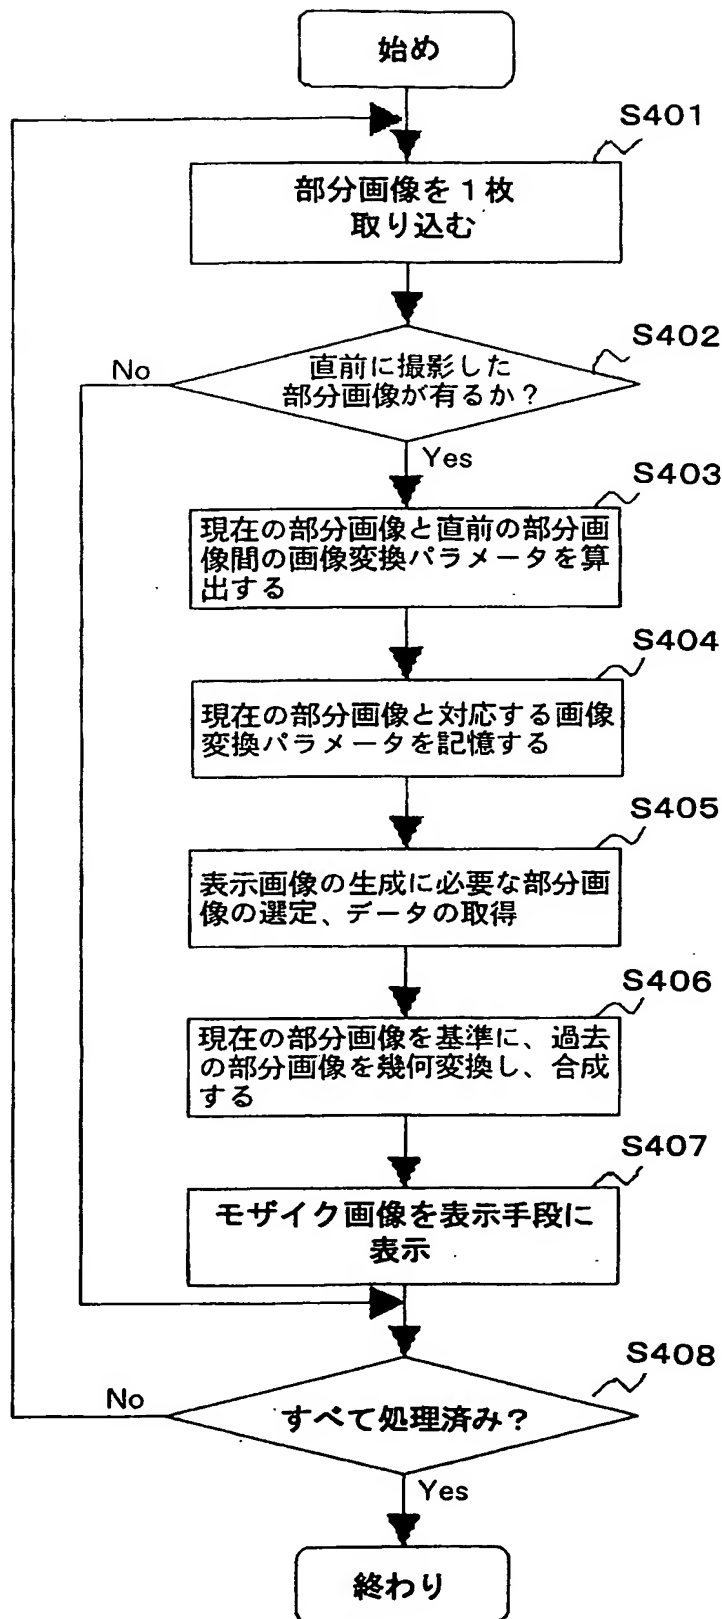 始め
S401
部分画像を1枚
取り込む
S402
直前に撮影した
部分画像が有るか？
No
Yes
S403
現在の部分画像と直前の部分画
像間の画像変換パラメータを算
出する
S404
現在の部分画像と対応する画像
変換パラメータを記憶する
S405
表示画像の生成に必要な部分画
像の選定、データの取得
S406
現在の部分画像を基準に、過去
の部分画像を幾何変換し、合成
する
S407
モザイク画像を表示手段に
表示
S408
すべて処理済み？
No
Yes
終わり